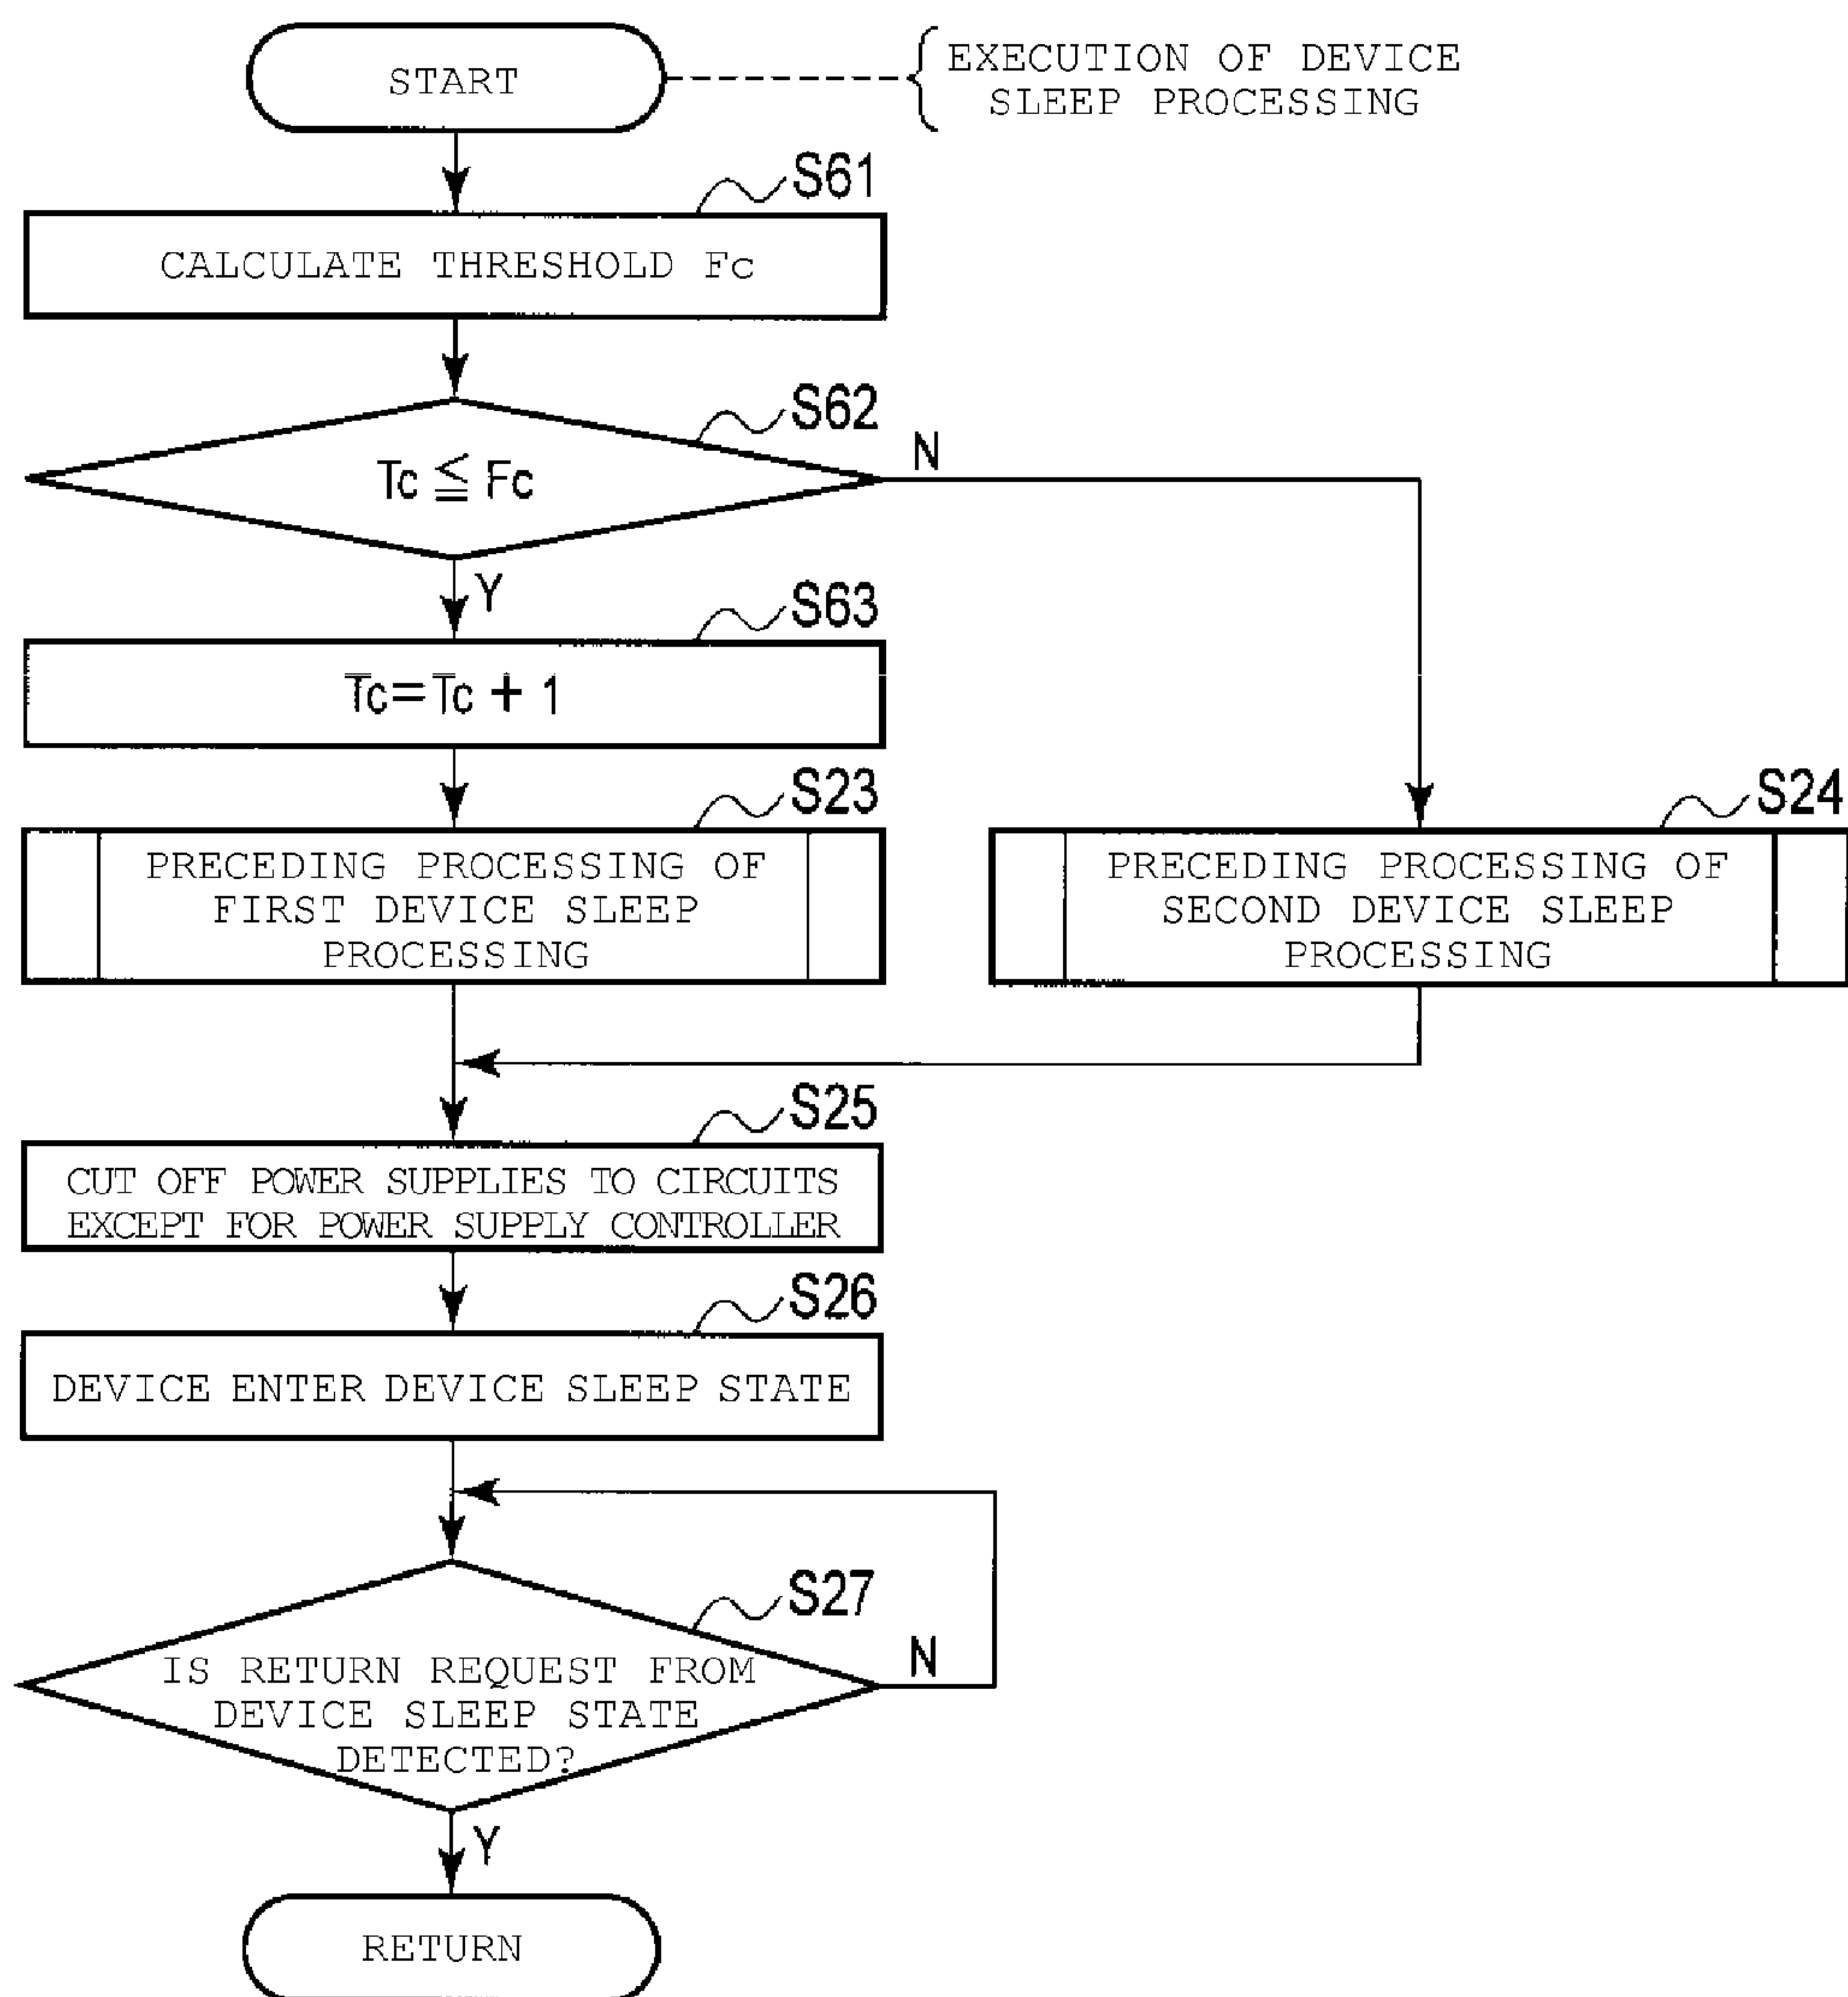 START
EXECUTION OF DEVICE
SLEEP PROCESSING
S61
CALCULATE THRESHOLD Fc
S62
Tc ≦ Fc
N
Y
S63
Tc=Tc + 1
S23
PRECEDING PROCESSING OF
FIRST DEVICE SLEEP
PROCESSING
S24
PRECEDING PROCESSING OF
SECOND DEVICE SLEEP
PROCESSING
S25
CUT OFF POWER SUPPLIES TO CIRCUITS
EXCEPT FOR POWER SUPPLY CONTROLLER
S26
DEVICE ENTER DEVICE SLEEP STATE
S27
IS RETURN REQUEST FROM
DEVICE SLEEP STATE
DETECTED?
N
Y
RETURN